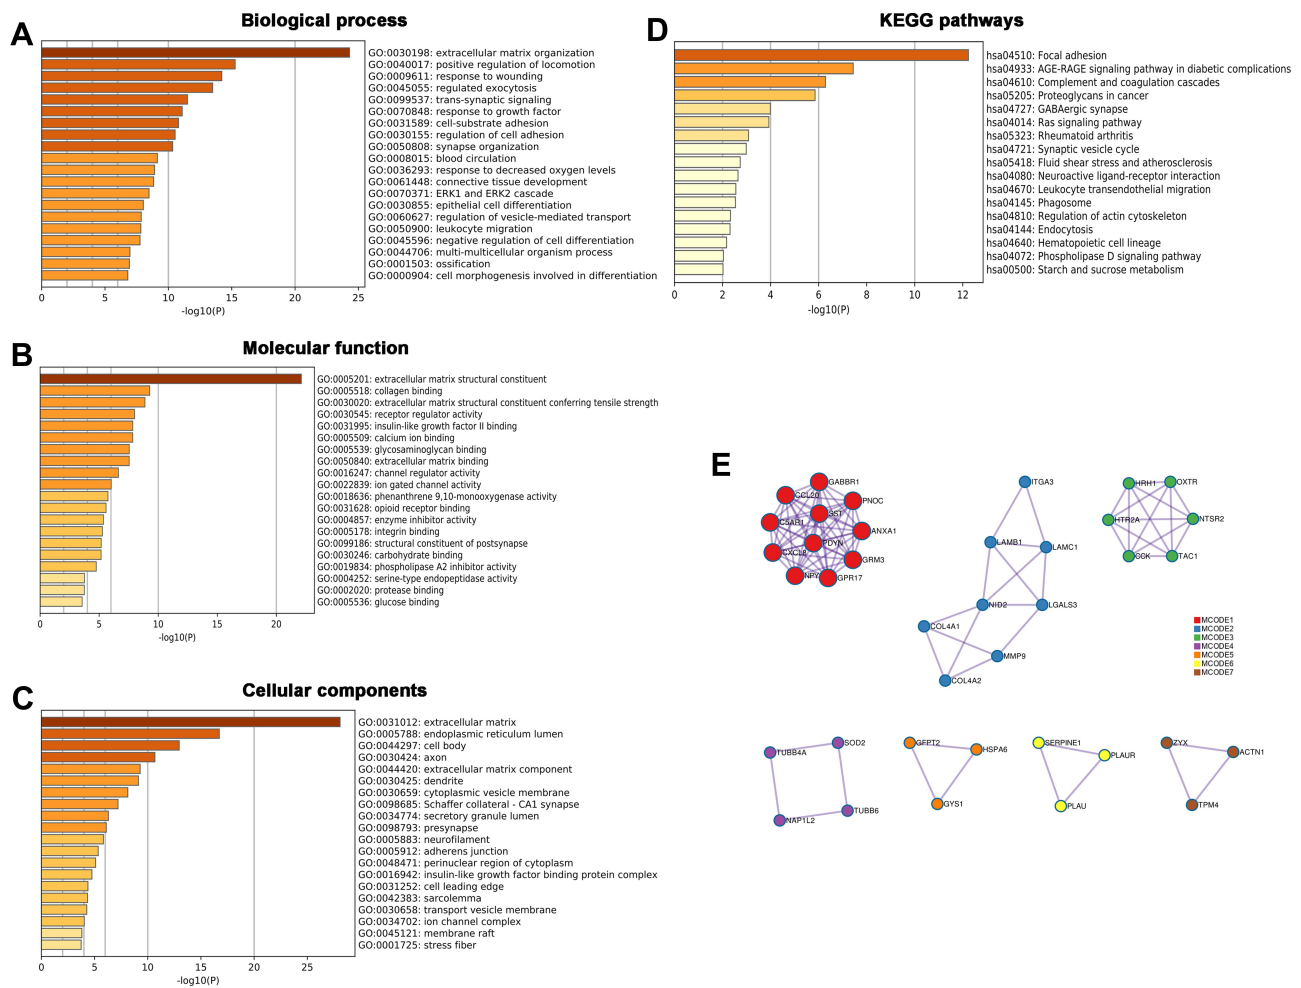 A
Biological process
GO:0030198: extracellular matrix organization
GO:0040017: positive regulation of locomotion
GO:0009611: response to wounding
GO:0045055: regulated exocytosis
GO:0099537: trans-synaptic signaling
GO:0070848: response to growth factor
GO:0031589: cell-substrate adhesion
GO:0030155: regulation of cell adhesion
GO:0050808: synapse organization
GO:0008015: blood circulation
GO:0036293: response to decreased oxygen levels
GO:0061448: connective tissue development
GO:0070371: ERK1 and ERK2 cascade
GO:0030855: epithelial cell differentiation
GO:0060627: regulation of vesicle-mediated transport
GO:0050900: leukocyte migration
GO:0045596: negative regulation of cell differentiation
GO:0044706: multi-multicellular organism process
GO:0001503: ossification
GO:0000904: cell morphogenesis involved in differentiation
0 5 10 15 20 25
-log10(P)
B
Molecular function
GO:0005201: extracellular matrix structural constituent
GO:0005518: collagen binding
GO:0030020: extracellular matrix structural constituent conferring tensile strength
GO:0030545: receptor regulator activity
GO:0031995: insulin-like growth factor II binding
GO:0005509: calcium ion binding
GO:0005539: glycosaminoglycan binding
GO:0050840: extracellular matrix binding
GO:0016247: channel regulator activity
GO:0022839: ion gated channel activity
GO:0018636: phenanthrene 9,10-monooxygenase activity
GO:0031628: opioid receptor binding
GO:0004857: enzyme inhibitor activity
GO:0005178: integrin binding
GO:0099186: structural constituent of postsynapse
GO:0030246: carbohydrate binding
GO:0019834: phospholipase A2 inhibitor activity
GO:0004252: serine-type endopeptidase activity
GO:0002020: protease binding
GO:0005536: glucose binding
0 5 10 15 20
-log10(P)
C
Cellular components
GO:0031012: extracellular matrix
GO:0005788: endoplasmic reticulum lumen
GO:0044297: cell body
GO:0030424: axon
GO:0044420: extracellular matrix component
GO:0030425: dendrite
GO:0030659: cytoplasmic vesicle membrane
GO:0098685: Schaffer collateral - CA1 synapse
GO:0034774: secretory granule lumen
GO:0098793: presynapse
GO:0005883: neurofilament
GO:0005912: adherens junction
GO:0048471: perinuclear region of cytoplasm
GO:0016942: insulin-like growth factor binding protein complex
GO:0031252: cell leading edge
GO:0042383: sarcolemma
GO:0030658: transport vesicle membrane
GO:0034702: ion channel complex
GO:0045121: membrane raft
GO:0001725: stress fiber
0 5 10 15 20 25
-log10(P)
D
KEGG pathways
hsa04510: Focal adhesion
hsa04933: AGE-RAGE signaling pathway in diabetic complications
hsa04610: Complement and coagulation cascades
hsa05205: Proteoglycans in cancer
hsa04727: GABAergic synapse
hsa04014: Ras signaling pathway
hsa05323: Rheumatoid arthritis
hsa04721: Synaptic vesicle cycle
hsa05418: Fluid shear stress and atherosclerosis
hsa04080: Neuroactive ligand-receptor interaction
hsa04670: Leukocyte transendothelial migration
hsa04145: Phagosome
hsa04810: Regulation of actin cytoskeleton
hsa04144: Endocytosis
hsa04640: Hematopoietic cell lineage
hsa04072: Phospholipase D signaling pathway
hsa00500: Starch and sucrose metabolism
0 2 4 6 8 10 12
-log10(P)
E
GABBR1
CCL20
PNOC
SST
C5AR1
ANXA1
PDYN
CXCL8
GRM3
NPY
GPR17
ITGA3
LAMB1
LAMC1
NID2
LGALS3
COL4A1
MMP9
COL4A2
HRH1
OXTR
HTR2A
NTSR2
CCK
TAC1
MCODE1
MCODE2
MCODE3
MCODE4
MCODE5
MCODE6
MCODE7
TUBB4A
SOD2
NAP1L2
TUBB6
GFPT2
HSPA6
GYS1
SERPINE1
PLAUR
PLAU
ZYX
ACTN1
TPM4